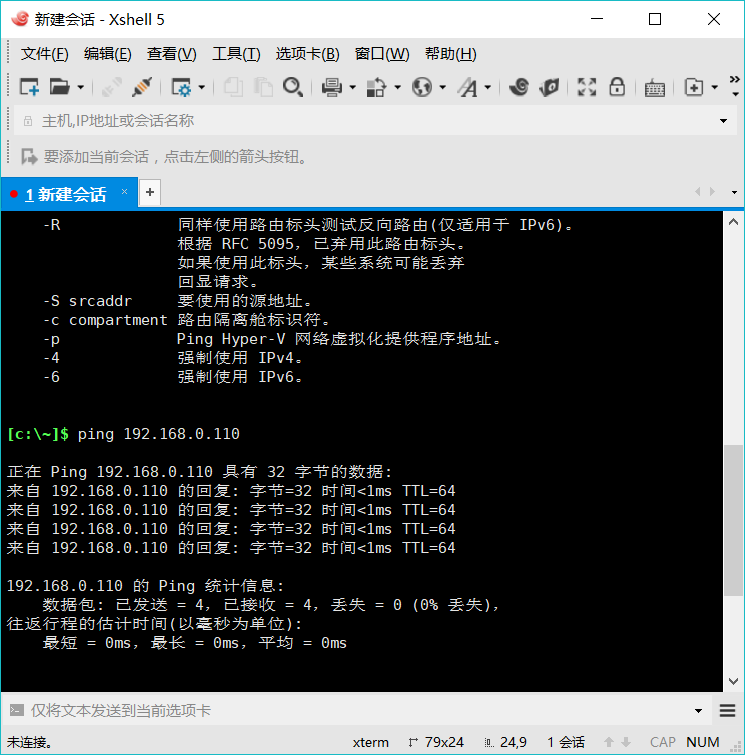 新建会话 - Xshell 5
文件(F) 编辑(E) 查看(V) 工具(T) 选项卡(B) 窗口(W) 帮助(H)
主机,IP地址或会话名称
要添加当前会话，点击左侧的箭头按钮。
1 新建会话 × +
-R 同样使用路由标头测试反向路由(仅适用于 IPv6)。
根据 RFC 5095，已弃用此路由标头。
如果使用此标头，某些系统可能丢弃
回显请求。
-S srcaddr 要使用的源地址。
-c compartment 路由隔离舱标识符。
-p Ping Hyper-V 网络虚拟化提供程序地址。
-4 强制使用 IPv4。
-6 强制使用 IPv6。
[c:\~]$ ping 192.168.0.110
正在 Ping 192.168.0.110 具有 32 字节的数据:
来自 192.168.0.110 的回复: 字节=32 时间<1ms TTL=64
来自 192.168.0.110 的回复: 字节=32 时间<1ms TTL=64
来自 192.168.0.110 的回复: 字节=32 时间<1ms TTL=64
来自 192.168.0.110 的回复: 字节=32 时间<1ms TTL=64
192.168.0.110 的 Ping 统计信息:
数据包: 已发送 = 4，已接收 = 4，丢失 = 0 (0% 丢失)，
往返行程的估计时间(以毫秒为单位):
最短 = 0ms，最长 = 0ms，平均 = 0ms
仅将文本发送到当前选项卡
未连接。 xterm 79x24 24,9 1 会话 CAP NUM